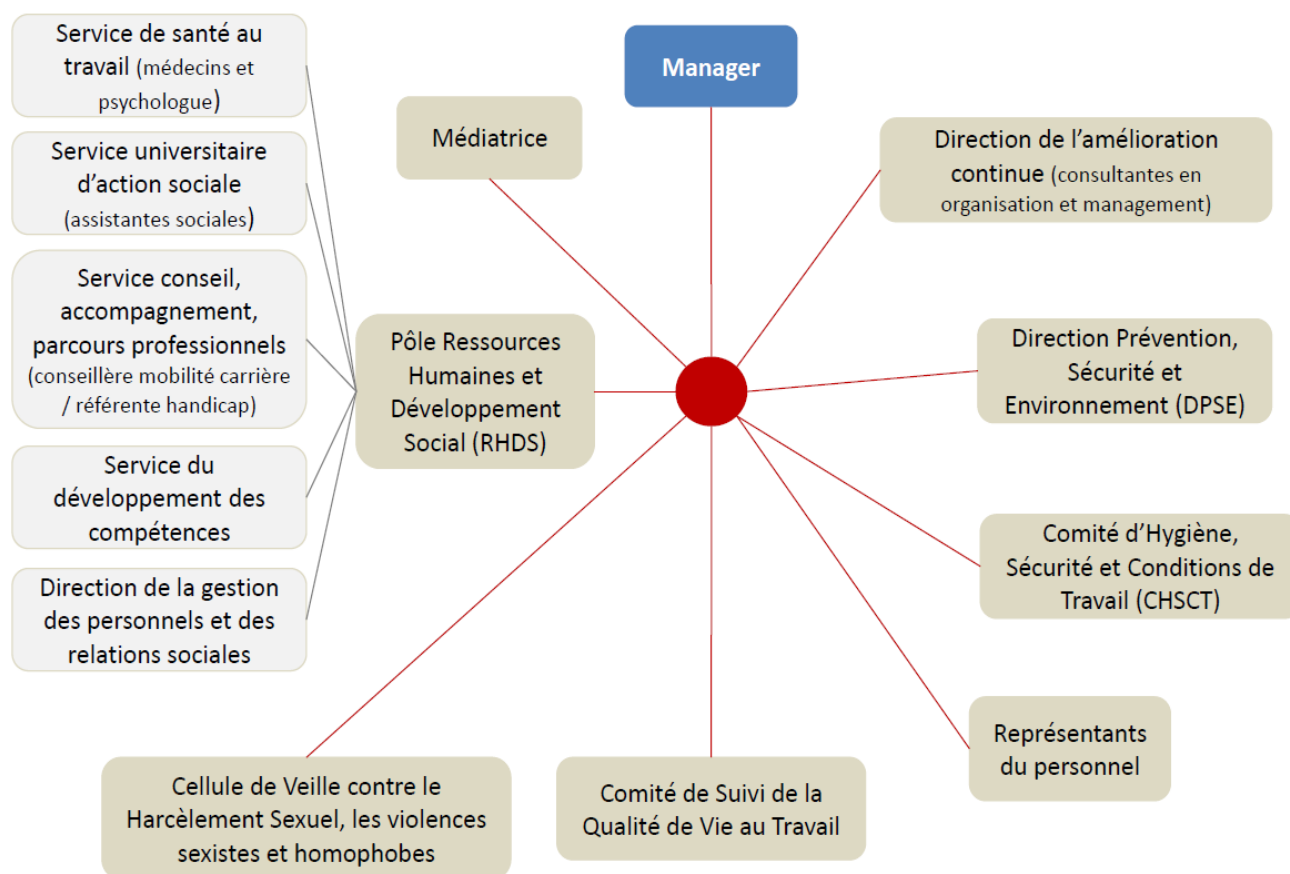 Service de santé au
travail (médecins et
psychologue)
Service universitaire
d'action sociale
(assistantes sociales)
Service conseil,
accompagnement,
parcours professionnels
(conseillère mobilité carrière
/ référente handicap)
Service du
développement des
compétences
Direction de la gestion
des personnels et des
relations sociales
Médiatrice
Manager
Direction de l'amélioration
continue (consultantes en
organisation et management)
Pôle Ressources
Humaines et
Développement
Social (RHDS)
Direction Prévention,
Sécurité et
Environnement (DPSE)
Comité d'Hygiène,
Sécurité et Conditions de
Travail (CHSCT)
Représentants
du personnel
Cellule de Veille contre le
Harcèlement Sexuel, les violences
sexistes et homophobes
Comité de Suivi de la
Qualité de Vie au Travail